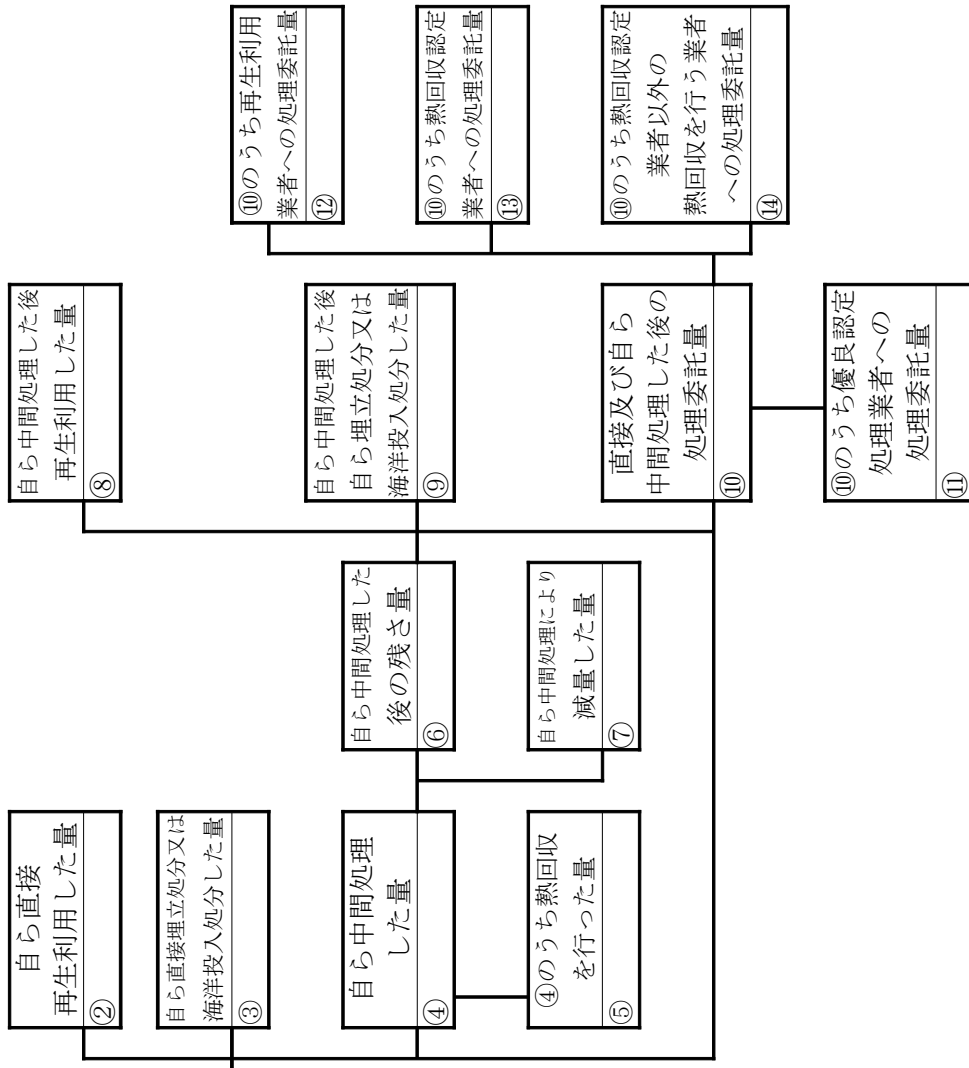 自ら直接
再生利用した量
②
自ら直接埋立処分又は
海洋投入処分した量
③
自ら中間処理
した量
④
④のうち熱回収
を行った量
⑤
自ら中間処理した
後の残さ量
⑥
自ら中間処理により
減量した量
⑦
自ら中間処理した後
再生利用した量
⑧
自ら中間処理した後
自ら埋立処分又は
海洋投入処分した量
⑨
直接及び自ら
中間処理した後の
処理委託量
⑩
⑩のうち優良認定
処理業者への
処理委託量
⑪
⑩のうち再生利用
業者への処理委託量
⑫
⑩のうち熱回収認定
業者への処理委託量
⑬
⑩のうち熱回収認定
業者以外の
熱回収を行う業者
への処理委託量
⑭